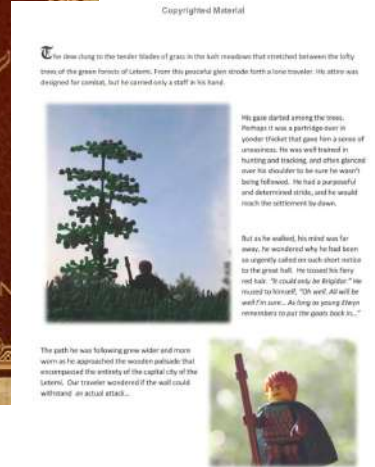 Copyrighted Material
The dew clung to the tender blades of grass in the lush meadows that stretched between the lofty
trees of the green forests of Letemi. From this peaceful glen strode forth a lone traveler. His attire was
designed for combat, but he carried only a staff in his hand.
His gaze darted among the trees.
Perhaps it was a partridge over in
yonder thicket that gave him a sense of
uneasiness. He was well trained in
hunting and tracking, and often glanced
over his shoulder to be sure he wasn't
being followed. He had a purposeful
and determined stride, and he would
reach the settlement by dawn.
But as he walked, his mind was far
away, he wondered why he had been
so urgently called on such short notice
to the great hall. He tossed his fiery
red hair. "It could only be Brigidor." He
mused to himself, "Oh well. All will be
well I'm sure... As long as young Elwyn
remembers to put the goats back in..."
The path he was following grew wider and more
worn as he approached the wooden palisade that
encompassed the entirety of the capital city of the
Letemi. Our traveler wondered if the wall could
withstand an actual attack...